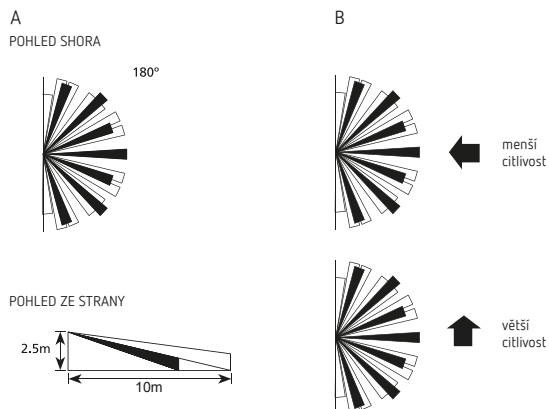 A
POHLED SHORA
180°
POHLED ZE STRANY
2.5m
10m
B
menší
citlivost
větší
citlivost